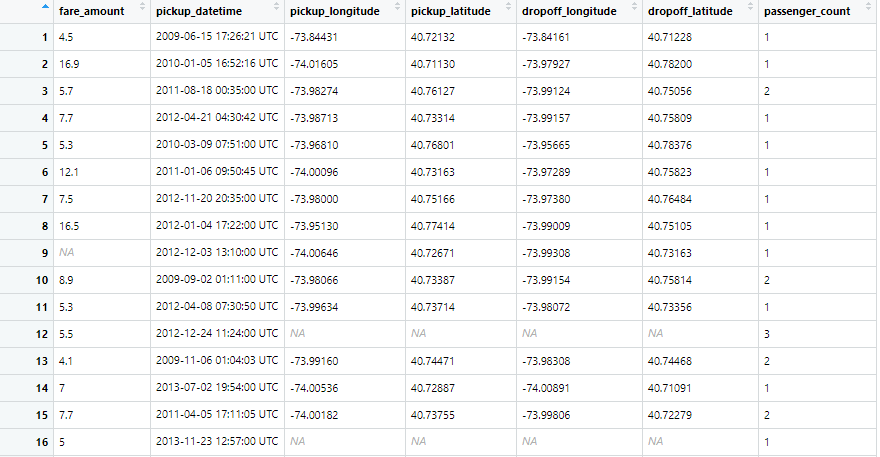 fare_amount pickup_datetime pickup_longitude pickup_latitude dropoff_longitude dropoff_latitude passenger_count
1 4.5 2009-06-15 17:26:21 UTC -73.84431 40.72132 -73.84161 40.71228 1
2 16.9 2010-01-05 16:52:16 UTC -74.01605 40.71130 -73.97927 40.78200 1
3 5.7 2011-08-18 00:35:00 UTC -73.98274 40.76127 -73.99124 40.75056 2
4 7.7 2012-04-21 04:30:42 UTC -73.98713 40.73314 -73.99157 40.75809 1
5 5.3 2010-03-09 07:51:00 UTC -73.96810 40.76801 -73.95665 40.78376 1
6 12.1 2011-01-06 09:50:45 UTC -74.00096 40.73163 -73.97289 40.75823 1
7 7.5 2012-11-20 20:35:00 UTC -73.98000 40.75166 -73.97380 40.76484 1
8 16.5 2012-01-04 17:22:00 UTC -73.95130 40.77414 -73.99009 40.75105 1
9 NA 2012-12-03 13:10:00 UTC -74.00646 40.72671 -73.99308 40.73163 1
10 8.9 2009-09-02 01:11:00 UTC -73.98066 40.73387 -73.99154 40.75814 2
11 5.3 2012-04-08 07:30:50 UTC -73.99634 40.73714 -73.98072 40.73356 1
12 5.5 2012-12-24 11:24:00 UTC NA NA NA NA 3
13 4.1 2009-11-06 01:04:03 UTC -73.99160 40.74471 -73.98308 40.74468 2
14 7 2013-07-02 19:54:00 UTC -74.00536 40.72887 -74.00891 40.71091 1
15 7.7 2011-04-05 17:11:05 UTC -74.00182 40.73755 -73.99806 40.72279 2
16 5 2013-11-23 12:57:00 UTC NA NA NA NA 1